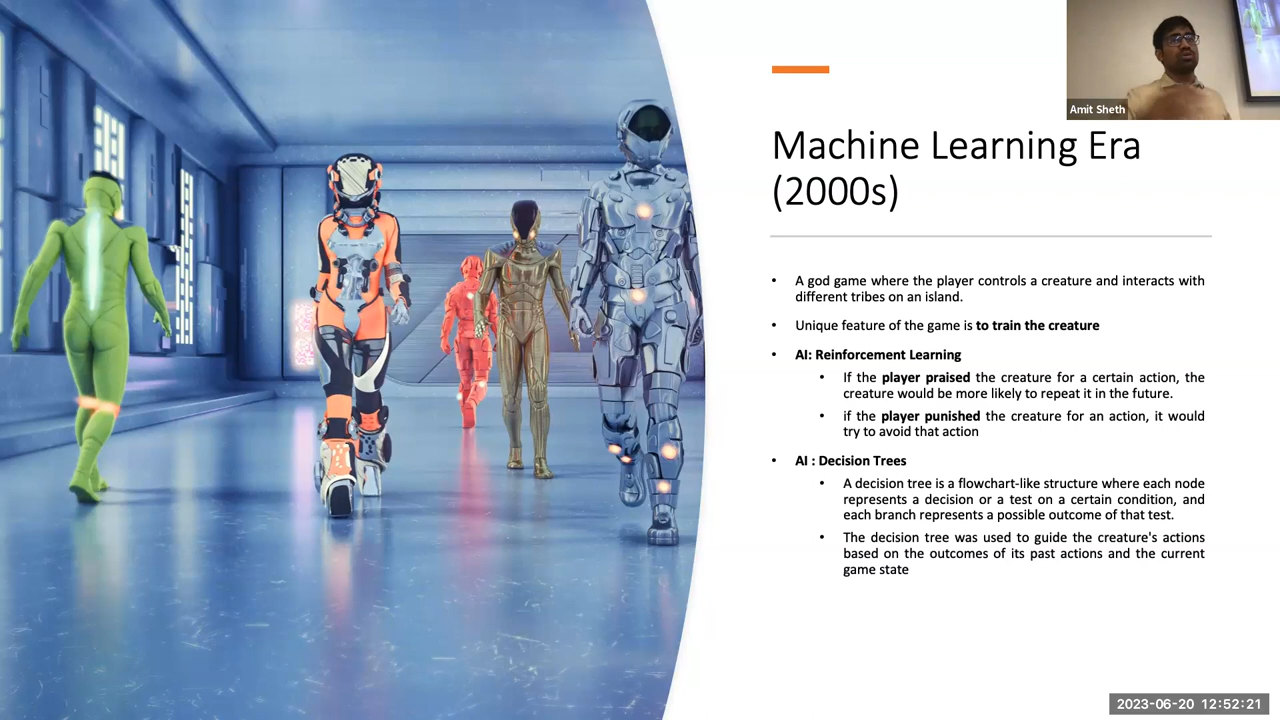 Amit Sheth
Machine Learning Era
(2000s)
• A god game where the player controls a creature and interacts with
different tribes on an island.
• Unique feature of the game is to train the creature
• AI: Reinforcement Learning
• If the player praised the creature for a certain action, the
creature would be more likely to repeat it in the future.
• if the player punished the creature for an action, it would
try to avoid that action
• AI : Decision Trees
• A decision tree is a flowchart-like structure where each node
represents a decision or a test on a certain condition, and
each branch represents a possible outcome of that test.
• The decision tree was used to guide the creature's actions
based on the outcomes of its past actions and the current
game state
2023-06-20 12:52:21